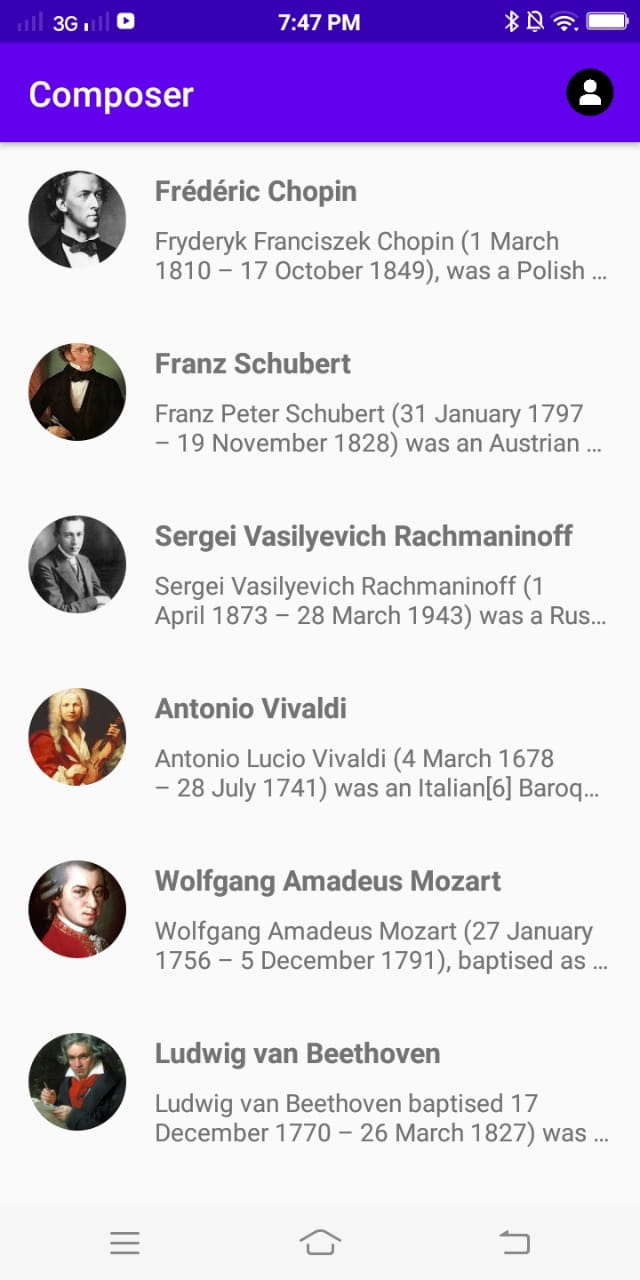 3G
7:47 PM
Composer
Frédéric Chopin
Fryderyk Franciszek Chopin (1 March
1810 – 17 October 1849), was a Polish ...
Franz Schubert
Franz Peter Schubert (31 January 1797
– 19 November 1828) was an Austrian ...
Sergei Vasilyevich Rachmaninoff
Sergei Vasilyevich Rachmaninoff (1
April 1873 – 28 March 1943) was a Rus...
Antonio Vivaldi
Antonio Lucio Vivaldi (4 March 1678
– 28 July 1741) was an Italian[6] Baroq...
Wolfgang Amadeus Mozart
Wolfgang Amadeus Mozart (27 January
1756 – 5 December 1791), baptised as ...
Ludwig van Beethoven
Ludwig van Beethoven baptised 17
December 1770 – 26 March 1827) was ...